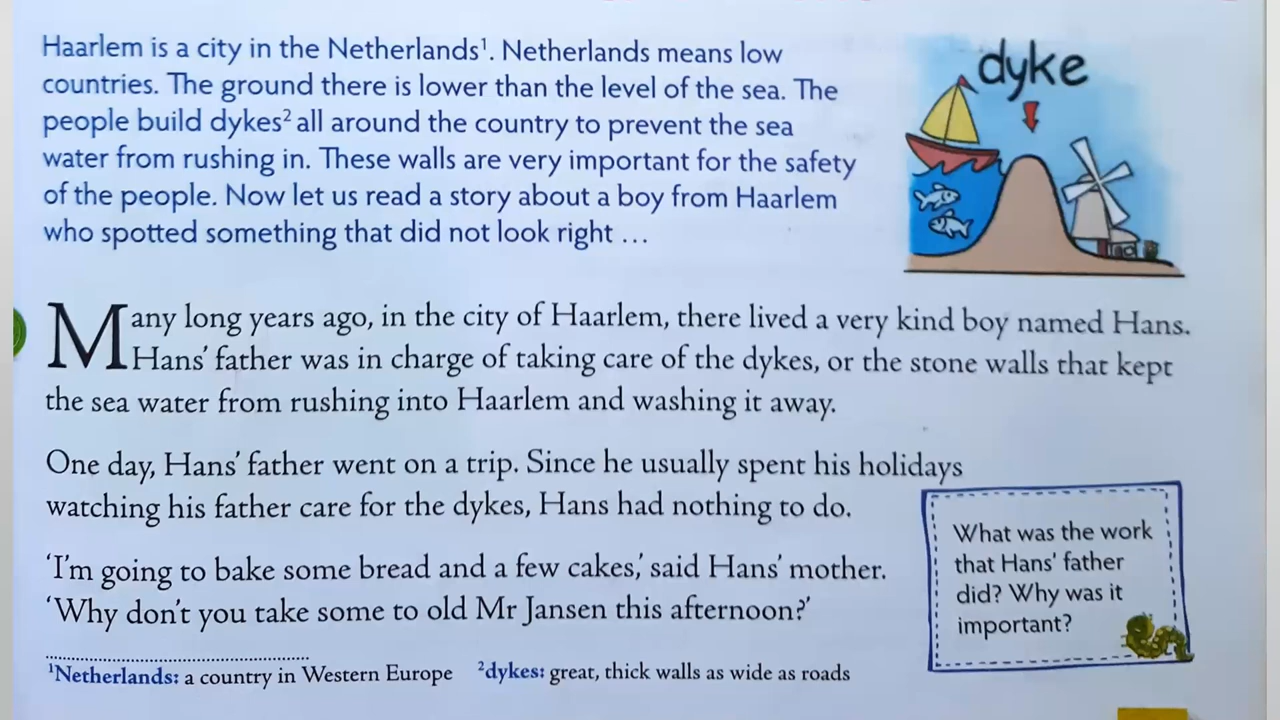 Haarlem is a city in the Netherlands¹. Netherlands means low
countries. The ground there is lower than the level of the sea. The
people build dykes² all around the country to prevent the sea
water from rushing in. These walls are very important for the safety
of the people. Now let us read a story about a boy from Haarlem
who spotted something that did not look right ...
dyke
Many long years ago, in the city of Haarlem, there lived a very kind boy named Hans.
Hans' father was in charge of taking care of the dykes, or the stone walls that kept
the sea water from rushing into Haarlem and washing it away.
One day, Hans' father went on a trip. Since he usually spent his holidays
watching his father care for the dykes, Hans had nothing to do.
'I'm going to bake some bread and a few cakes,' said Hans' mother.
'Why don't you take some to old Mr Jansen this afternoon?'
What was the work
that Hans' father
did? Why was it
important?
¹Netherlands: a country in Western Europe ²dykes: great, thick walls as wide as roads